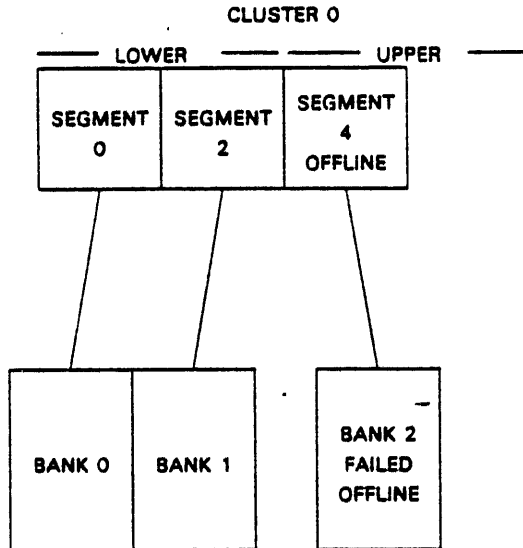 CLUSTER 0
LOWER UPPER
SEGMENT 0
SEGMENT 2
SEGMENT 4 OFFLINE
BANK 0
BANK 1
BANK 2 FAILED OFFLINE